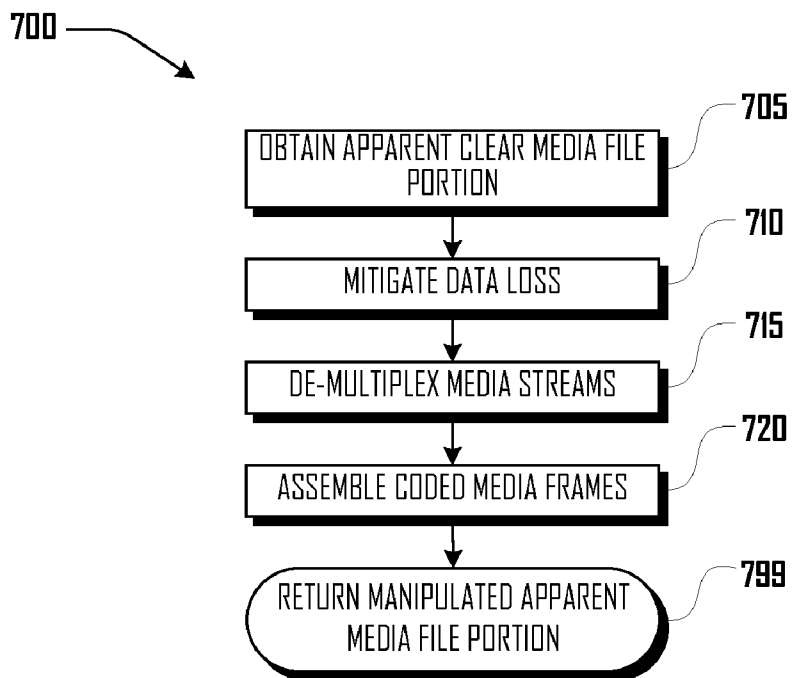 700
705
OBTAIN APPARENT CLEAR MEDIA FILE
PORTION
710
MITIGATE DATA LOSS
715
DE-MULTIPLEX MEDIA STREAMS
720
ASSEMBLE CODED MEDIA FRAMES
799
RETURN MANIPULATED APPARENT
MEDIA FILE PORTION